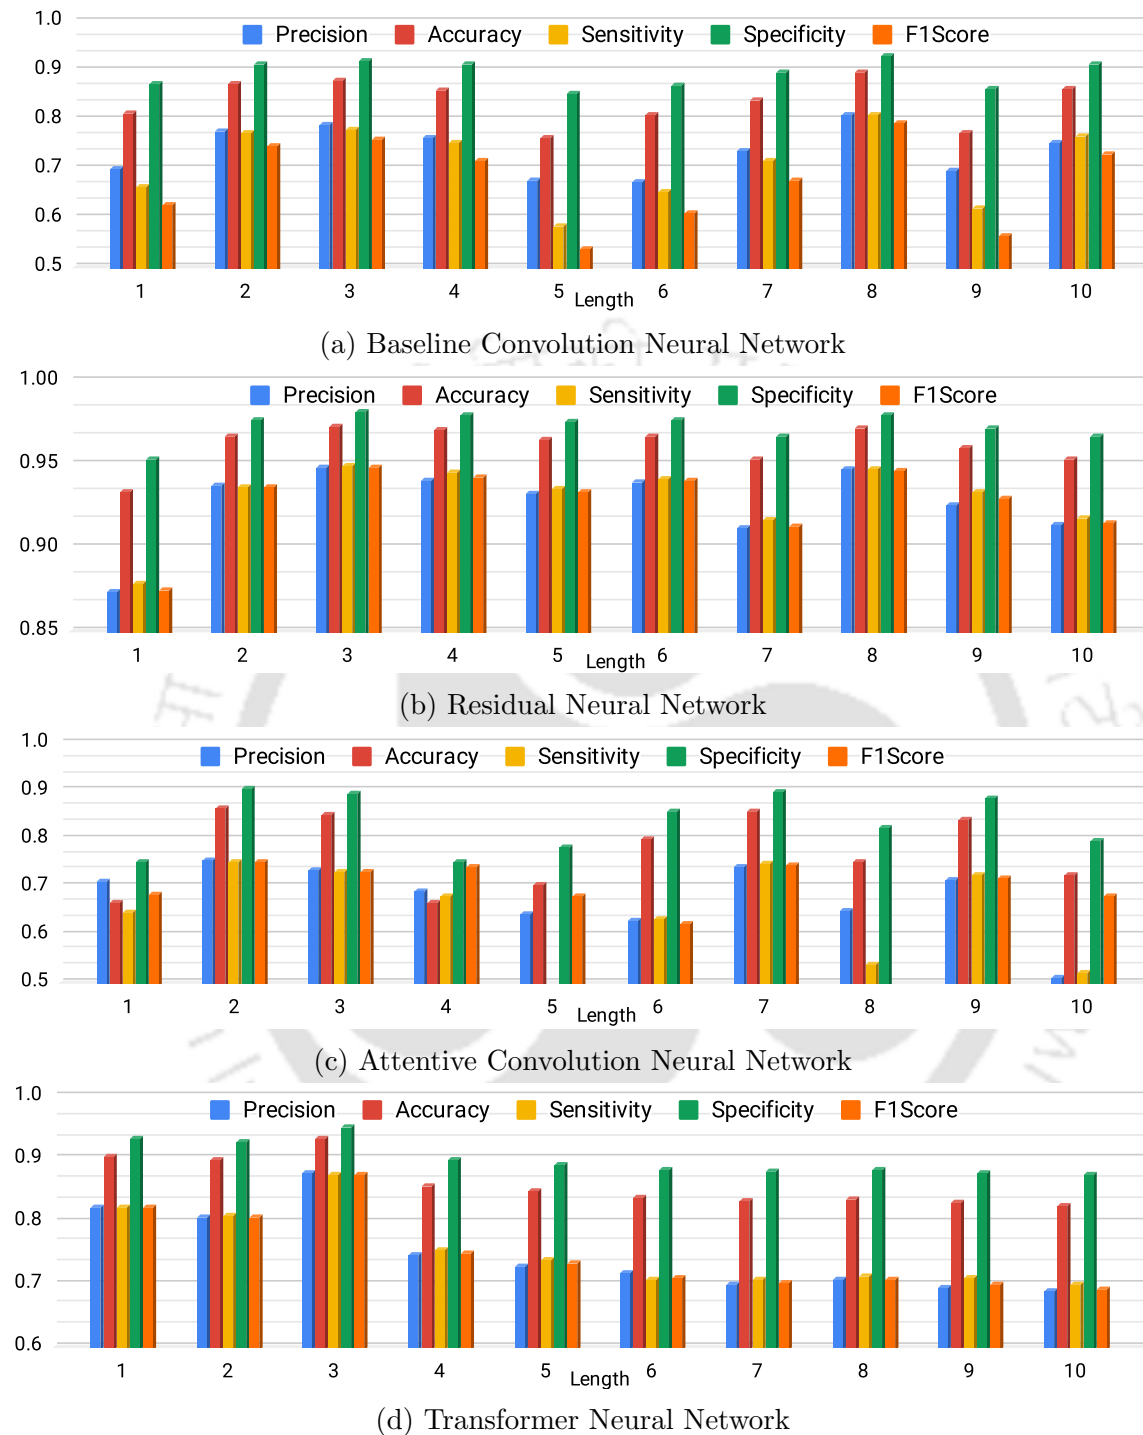 1.0
Precision Accuracy Sensitivity Specificity F1Score
0.9
0.8
0.7
0.6
0.5
1 2 3 4 5 6 7 8 9 10
Length
(a) Baseline Convolution Neural Network
1.00
Precision Accuracy Sensitivity Specificity F1Score
0.95
0.90
0.85
1 2 3 4 5 6 7 8 9 10
Length
(b) Residual Neural Network
1.0
Precision Accuracy Sensitivity Specificity F1Score
0.9
0.8
0.7
0.6
0.5
1 2 3 4 5 6 7 8 9 10
Length
(c) Attentive Convolution Neural Network
1.0
Precision Accuracy Sensitivity Specificity F1Score
0.9
0.8
0.7
0.6
1 2 3 4 5 6 7 8 9 10
Length
(d) Transformer Neural Network